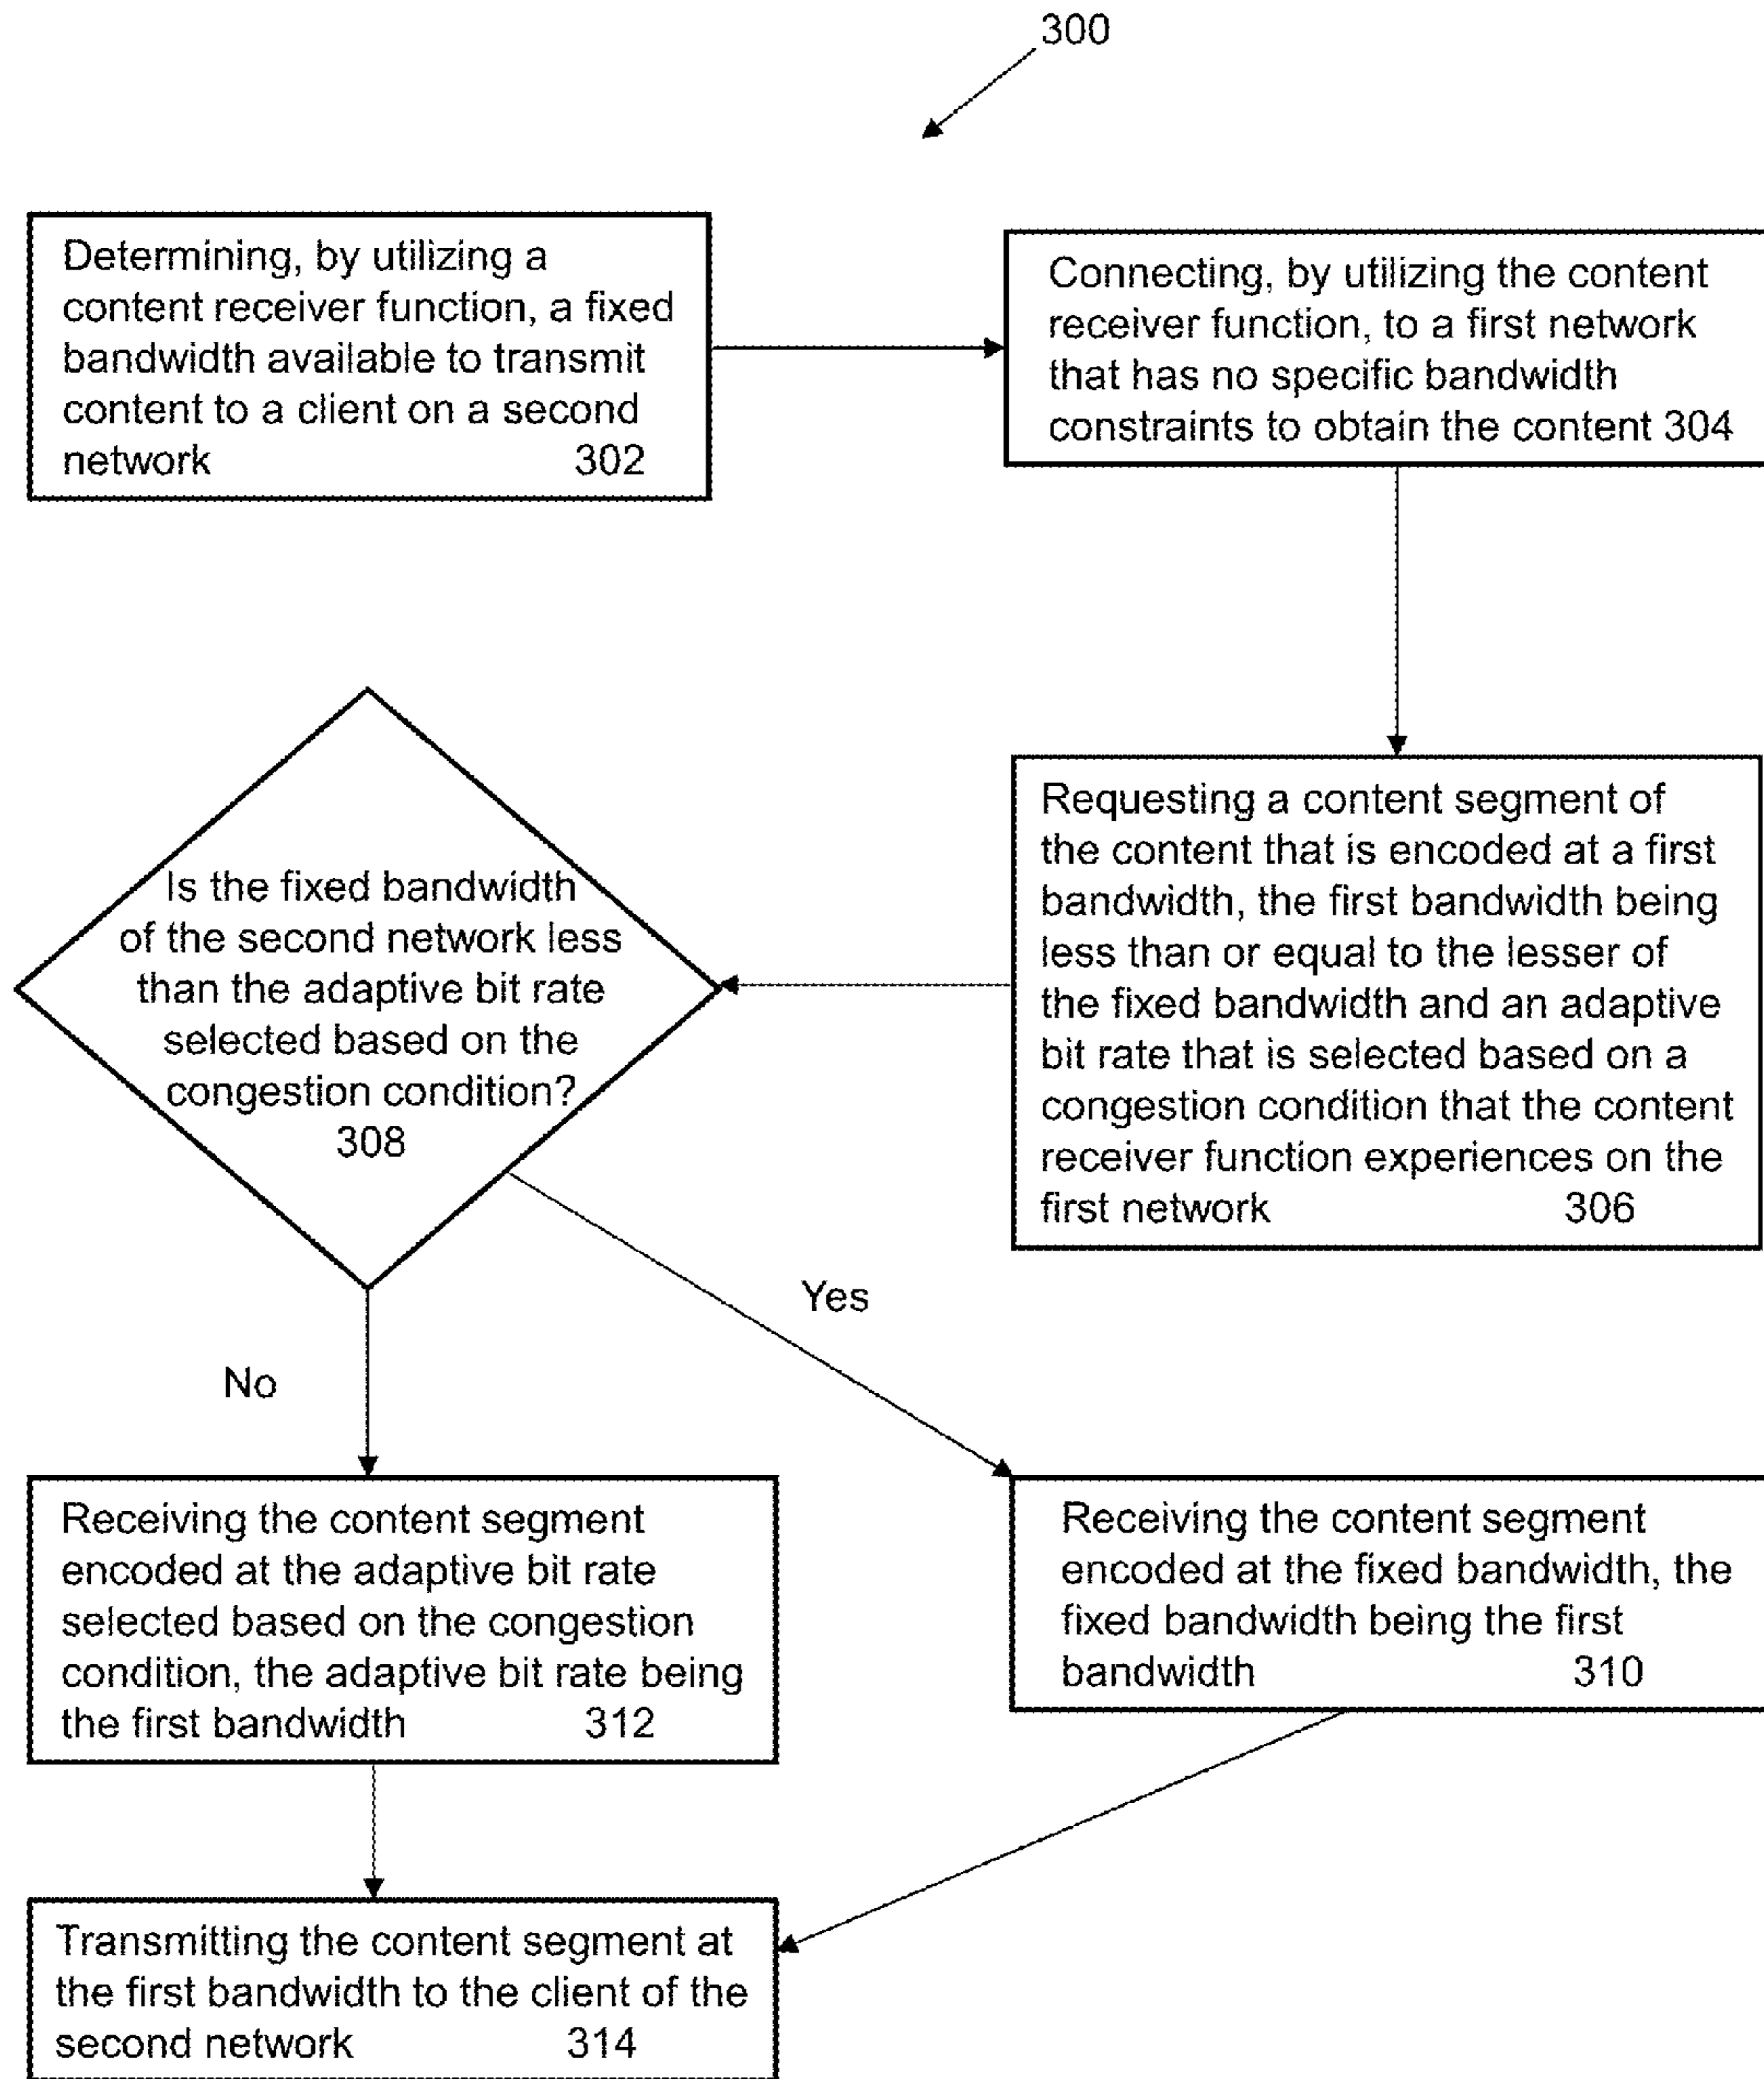 300
Determining, by utilizing a
content receiver function, a fixed
bandwidth available to transmit
content to a client on a second
network 302
Connecting, by utilizing the content
receiver function, to a first network
that has no specific bandwidth
constraints to obtain the content 304
Requesting a content segment of
the content that is encoded at a first
bandwidth, the first bandwidth being
less than or equal to the lesser of
the fixed bandwidth and an adaptive
bit rate that is selected based on a
congestion condition that the content
receiver function experiences on the
first network 306
Is the fixed bandwidth
of the second network less
than the adaptive bit rate
selected based on the
congestion condition?
308
Yes
No
Receiving the content segment
encoded at the fixed bandwidth, the
fixed bandwidth being the first
bandwidth 310
Receiving the content segment
encoded at the adaptive bit rate
selected based on the congestion
condition, the adaptive bit rate being
the first bandwidth 312
Transmitting the content segment at
the first bandwidth to the client of the
second network 314